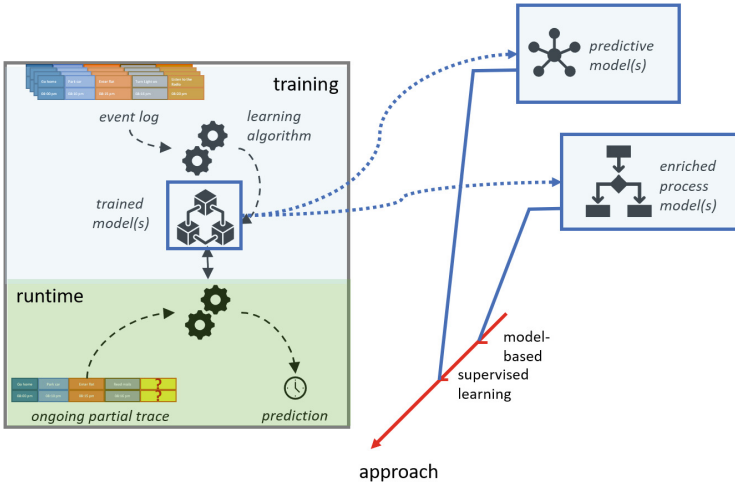 predictive
model(s)
training
event log
learning
algorithm
trained
model(s)
enriched
process
model(s)
runtime
ongoing partial trace
prediction
model-
based
supervised
learning
approach